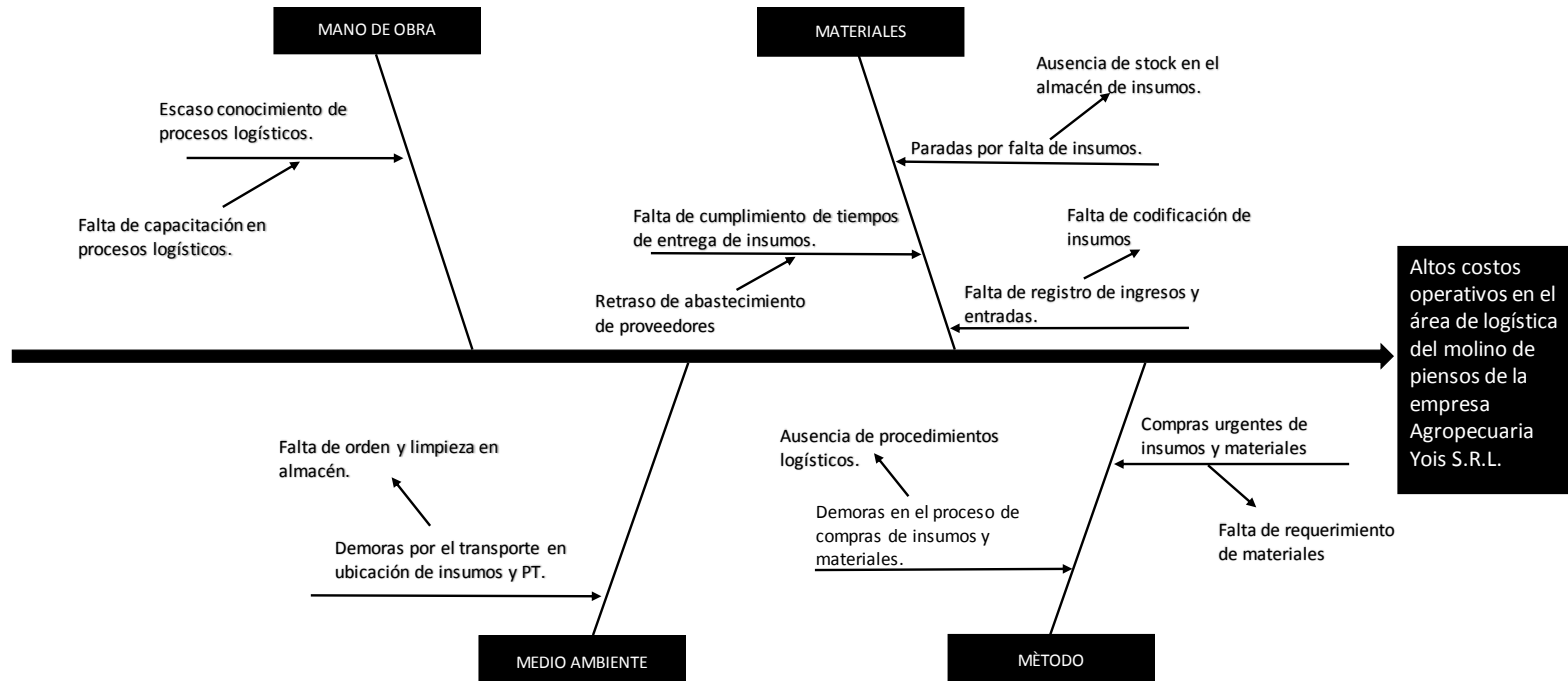 MANO DE OBRA
MATERIALES
Ausencia de stock en el
almacén de insumos.
Escaso conocimiento de
procesos logísticos.
Paradas por falta de insumos.
Falta de capacitación en
procesos logísticos.
Falta de cumplimiento de tiempos
de entrega de insumos.
Falta de codificación de
insumos
Retraso de abastecimiento
de proveedores
Falta de registro de ingresos y
entradas.
Altos costos
operativos en el
área de logística
del molino de
piensos de la
empresa
Agropecuaria
Yois S.R.L.
Falta de orden y limpieza en
almacén.
Ausencia de procedimientos
logísticos.
Compras urgentes de
insumos y materiales
Demoras por el transporte en
ubicación de insumos y PT.
Demoras en el proceso de
compras de insumos y
materiales.
Falta de requerimiento
de materiales
MEDIO AMBIENTE
MÈTODO